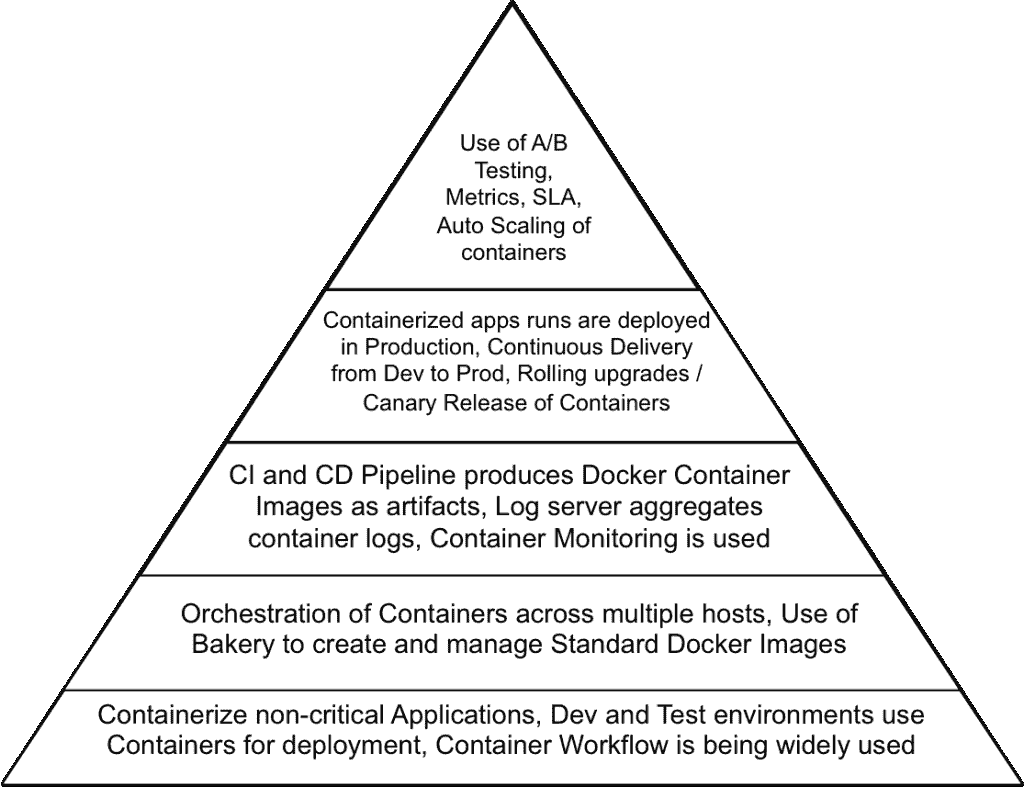 Use of A/B
Testing,
Metrics, SLA,
Auto Scaling of
containers
Containerized apps runs are deployed
in Production, Continuous Delivery
from Dev to Prod, Rolling upgrades /
Canary Release of Containers
CI and CD Pipeline produces Docker Container
Images as artifacts, Log server aggregates
container logs, Container Monitoring is used
Orchestration of Containers across multiple hosts, Use of
Bakery to create and manage Standard Docker Images
Containerize non-critical Applications, Dev and Test environments use
Containers for deployment, Container Workflow is being widely used